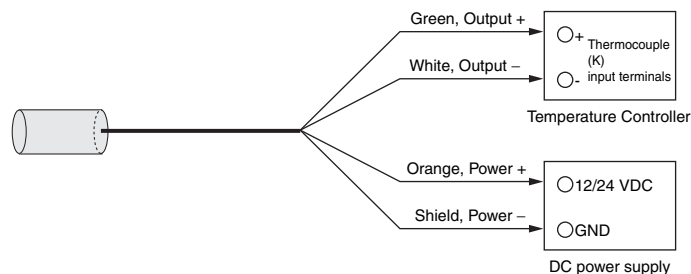 Green, Output +
White, Output –
+ Thermocouple
(K)
- input terminals
Temperature Controller
Orange, Power +
Shield, Power –
12/24 VDC
GND
DC power supply